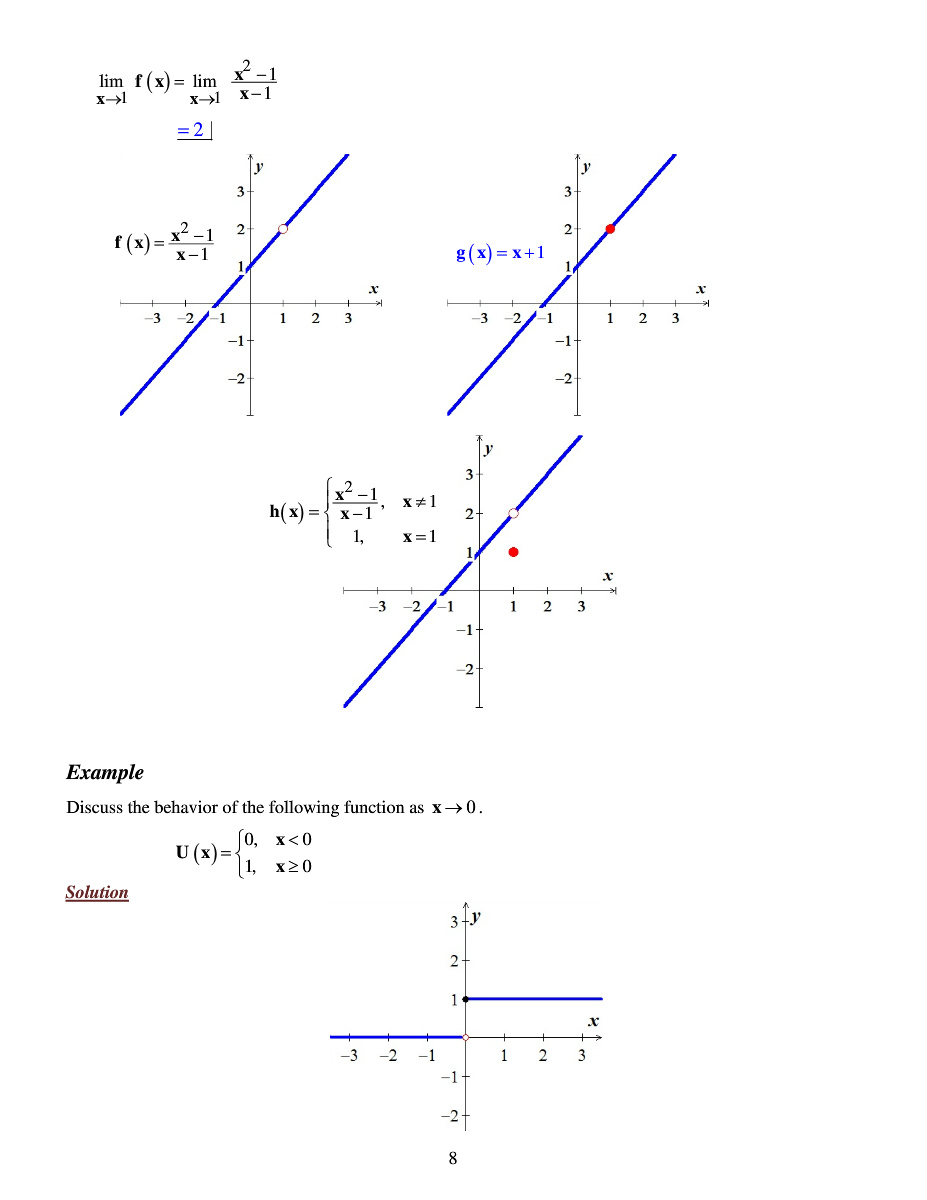 lim f(x) = lim x² − 1
x→1 x→1 x − 1
= 2
y
3
2
1
f(x) = x² − 1
x − 1
x
−3 −2 −1 1 2 3
−1
−2
y
3
2
1
g(x) = x + 1
x
−3 −2 −1 1 2 3
−1
−2
y
3
2
1
h(x) = { x² − 1 , x ≠ 1
x − 1
1, x = 1
x
−3 −2 −1 1 2 3
−1
−2
Example
Discuss the behavior of the following function as x → 0.
U(x) = { 0, x < 0
1, x ≥ 0
Solution
3 y
2
1
x
−3 −2 −1 1 2 3
−1
−2
8